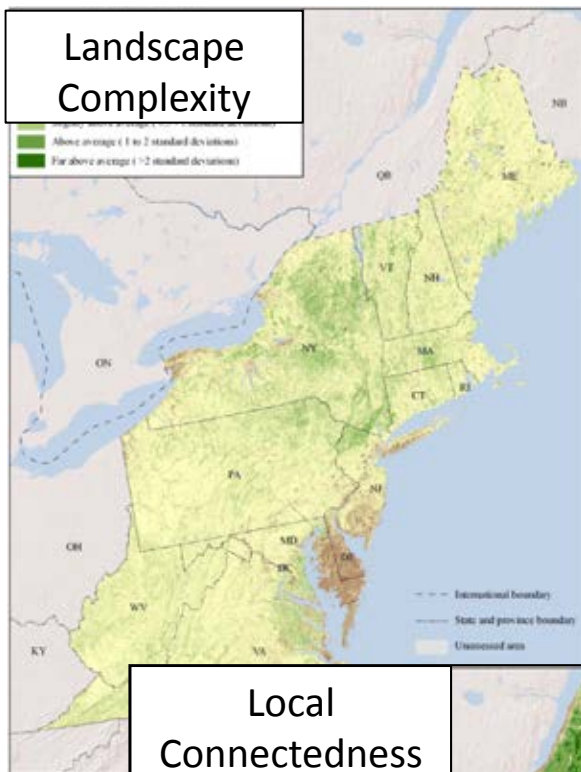 Landscape
Complexity
Above average ( 1 to 2 standard deviations)
Far above average ( >2 standard deviations)
NB
QB
ME
VT
NH
ON
NY
MA
CT
RI
PA
NJ
OH
MD
DE
DC
WV
KY
VA
International boundary
State and province boundary
Unassessed area
Local
Connectedness